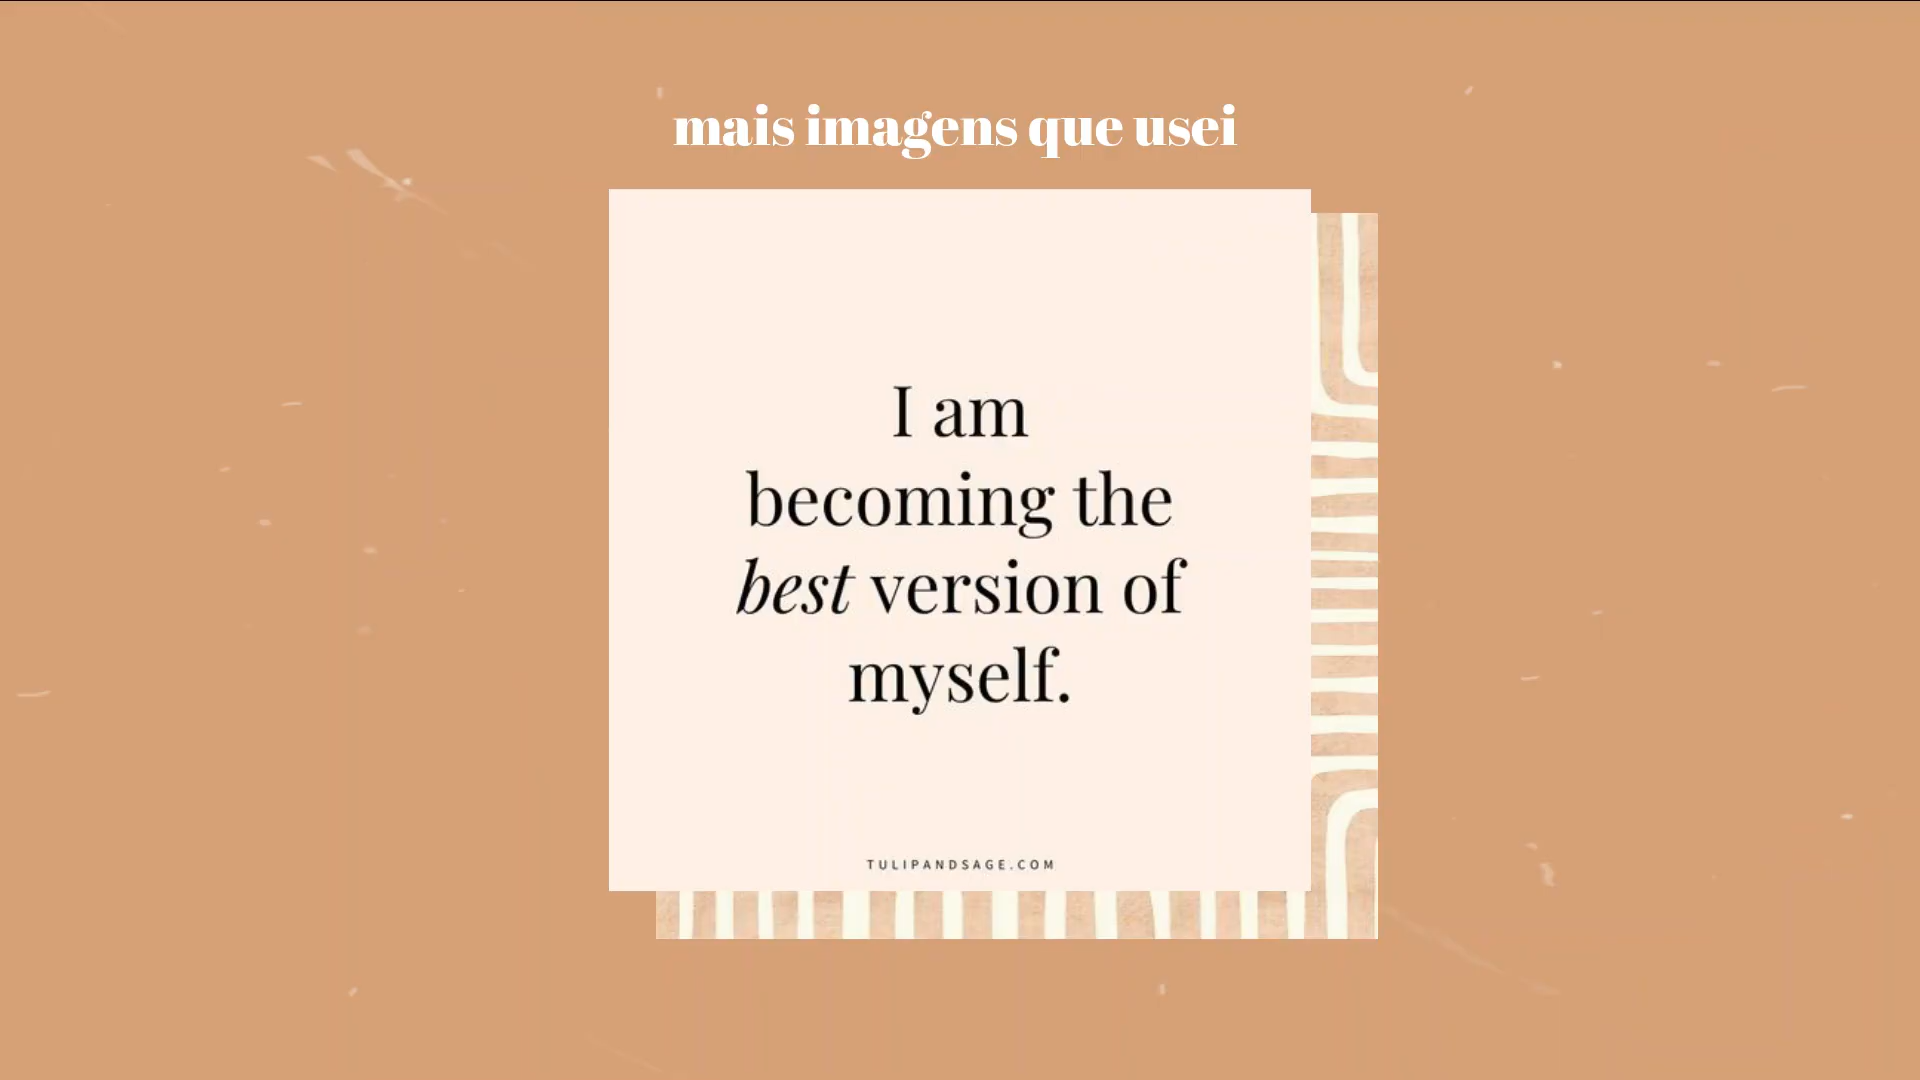 mais imagens que usei
I am
becoming the
best version of
myself.
TULIPANDSAGE.COM